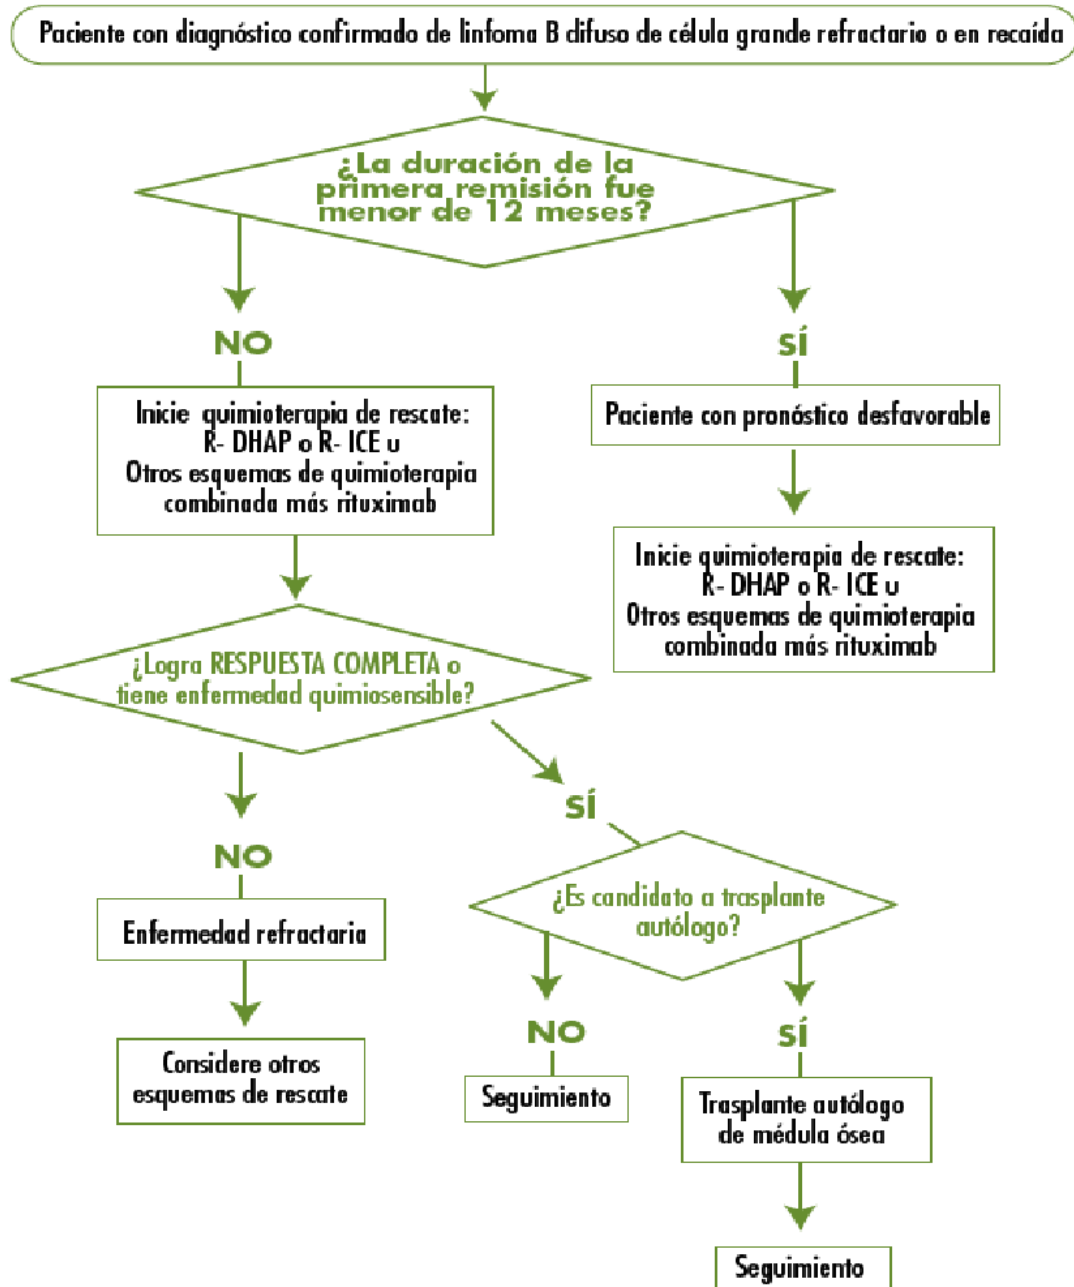 Paciente con diagnóstico confirmado de linfoma B difuso de célula grande refractario o en recaída
¿La duración de la
primera remisión fue
menor de 12 meses?
NO
SÍ
Inicie quimioterapia de rescate:
R- DHAP o R- ICE u
Otros esquemas de quimioterapia
combinada más rituximab
Paciente con pronóstico desfavorable
Inicie quimioterapia de rescate:
R- DHAP o R- ICE u
Otros esquemas de quimioterapia
combinada más rituximab
¿Logra RESPUESTA COMPLETA o
tiene enfermedad quimiosensible?
NO
SÍ
Enfermedad refractaria
Considere otros
esquemas de rescate
¿Es candidato a trasplante
autólogo?
NO
SÍ
Seguimiento
Trasplante autólogo
de médula ósea
Seguimiento